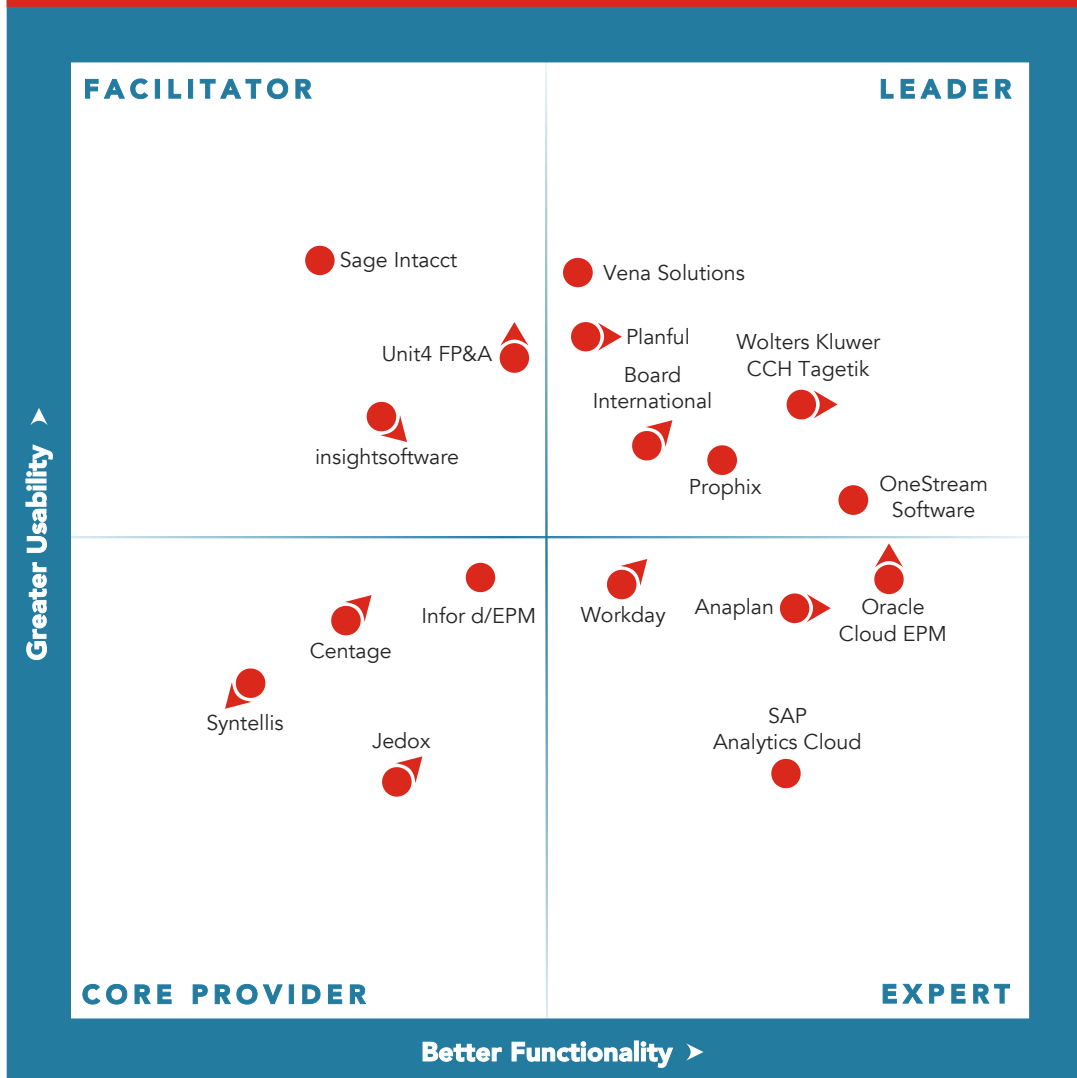 FACILITATOR
LEADER
Sage Intacct
Vena Solutions
Planful
Unit4 FP&A
Wolters Kluwer
CCH Tagetik
Board
International
insightsoftware
Prophix
OneStream
Software
Greater Usability
Infor d/EPM
Workday
Anaplan
Oracle
Cloud EPM
Centage
Syntellis
Jedox
SAP
Analytics Cloud
CORE PROVIDER
EXPERT
Better Functionality